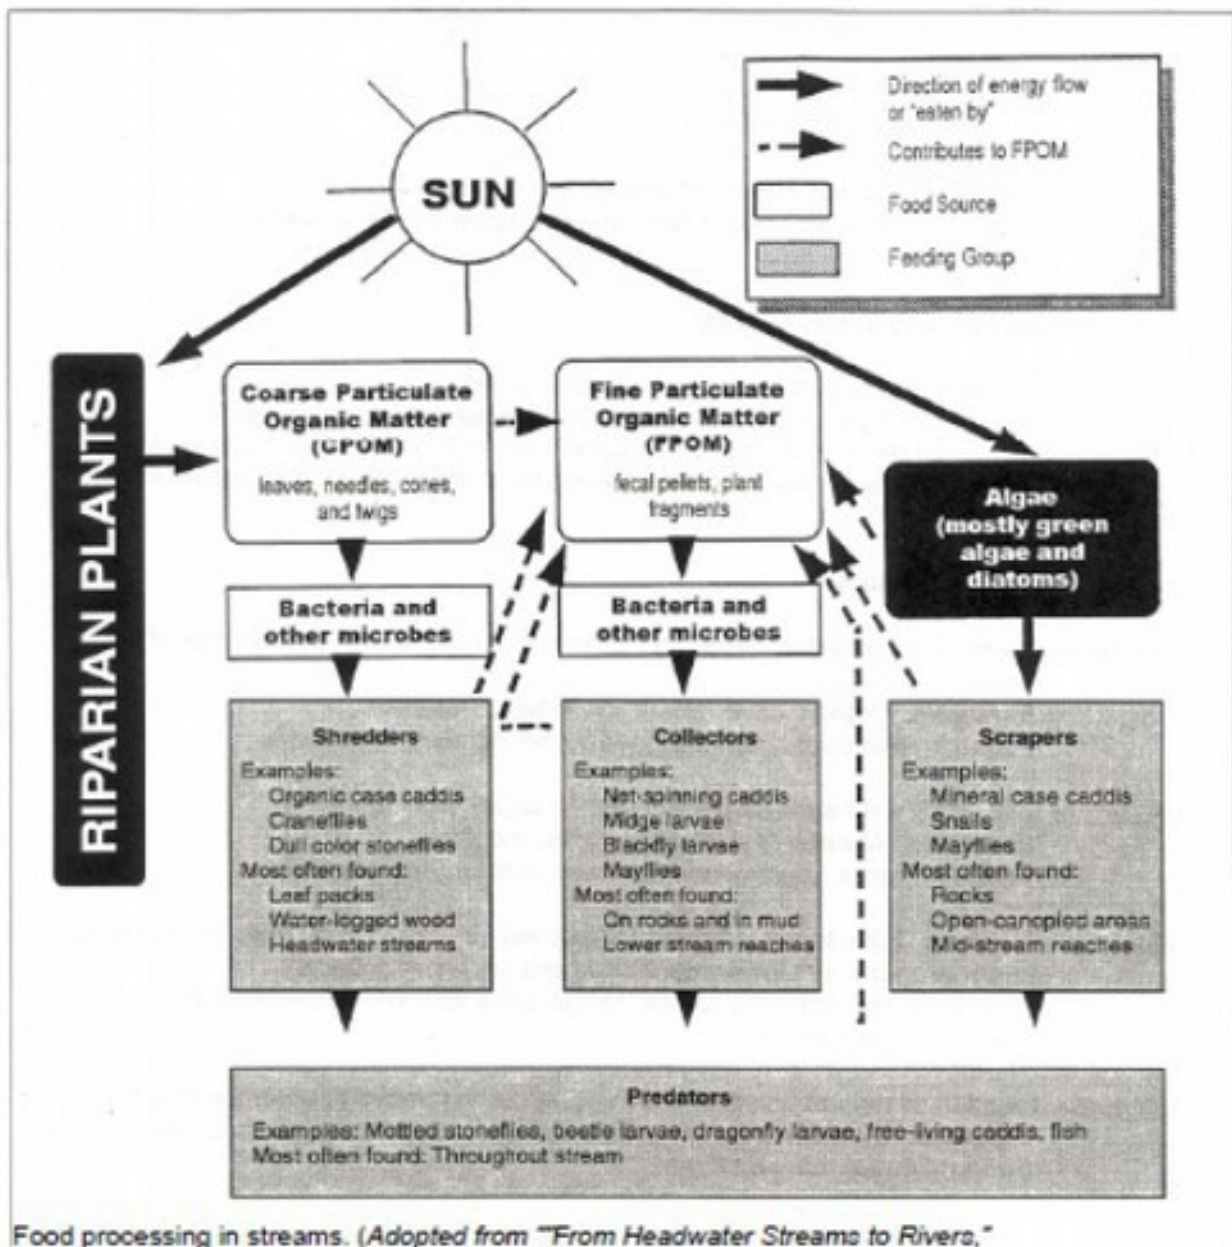 SUN
Direction of energy flow
or "eaten by"
Contributes to FPOM
Food Source
Feeding Group
RIPARIAN PLANTS
Coarse Particulate
Organic Matter
(CPOM)
leaves, needles, cones,
and twigs
Fine Particulate
Organic Matter
(FPOM)
fecal pellets, plant
fragments
Algae
(mostly green
algae and
diatoms)
Bacteria and
other microbes
Bacteria and
other microbes
Shredders
Examples:
Organic case caddis
Craneflies
Dull color stoneflies
Most often found:
Leaf packs
Water-logged wood
Headwater streams
Collectors
Examples:
Net-spinning caddis
Midge larvae
Blackfly larvae
Mayflies
Most often found:
On rocks and in mud
Lower stream reaches
Scrapers
Examples:
Mineral case caddis
Snails
Mayflies
Most often found:
Rocks
Open-canopied areas
Mid-stream reaches
Predators
Examples: Mottled stoneflies, beetle larvae, dragonfly larvae, free-living caddis, fish
Most often found: Throughout stream
Food processing in streams. (Adopted from ""From Headwater Streams to Rivers,"